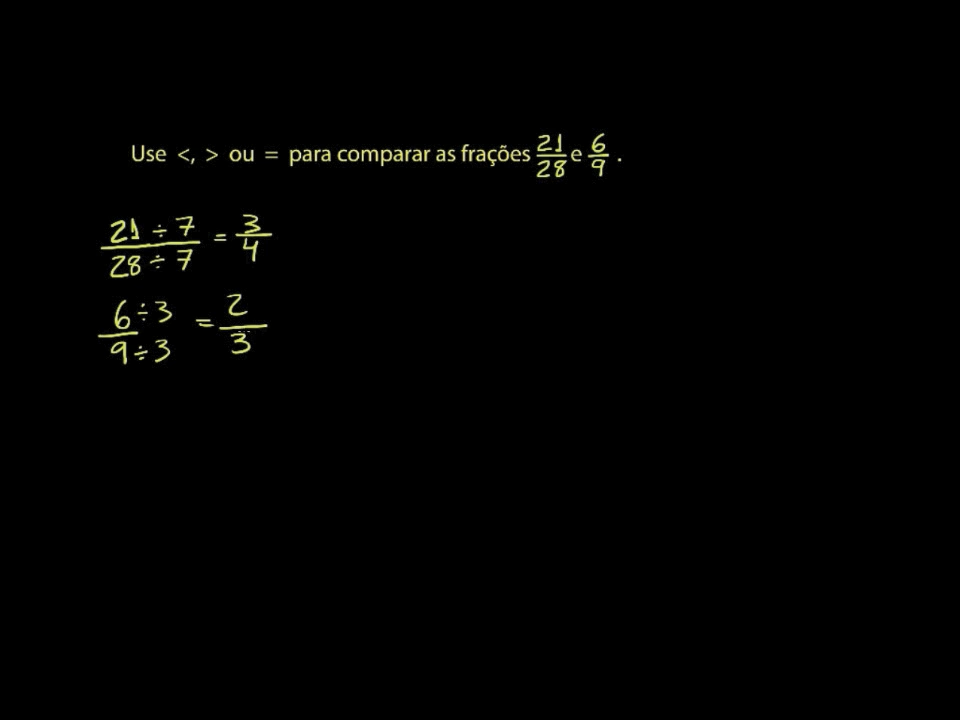 Use <, > ou = para comparar as frações 21/28 e 6/9 .
21 ÷ 7 / 28 ÷ 7 = 3/4
6 ÷ 3 / 9 ÷ 3 = 2/3